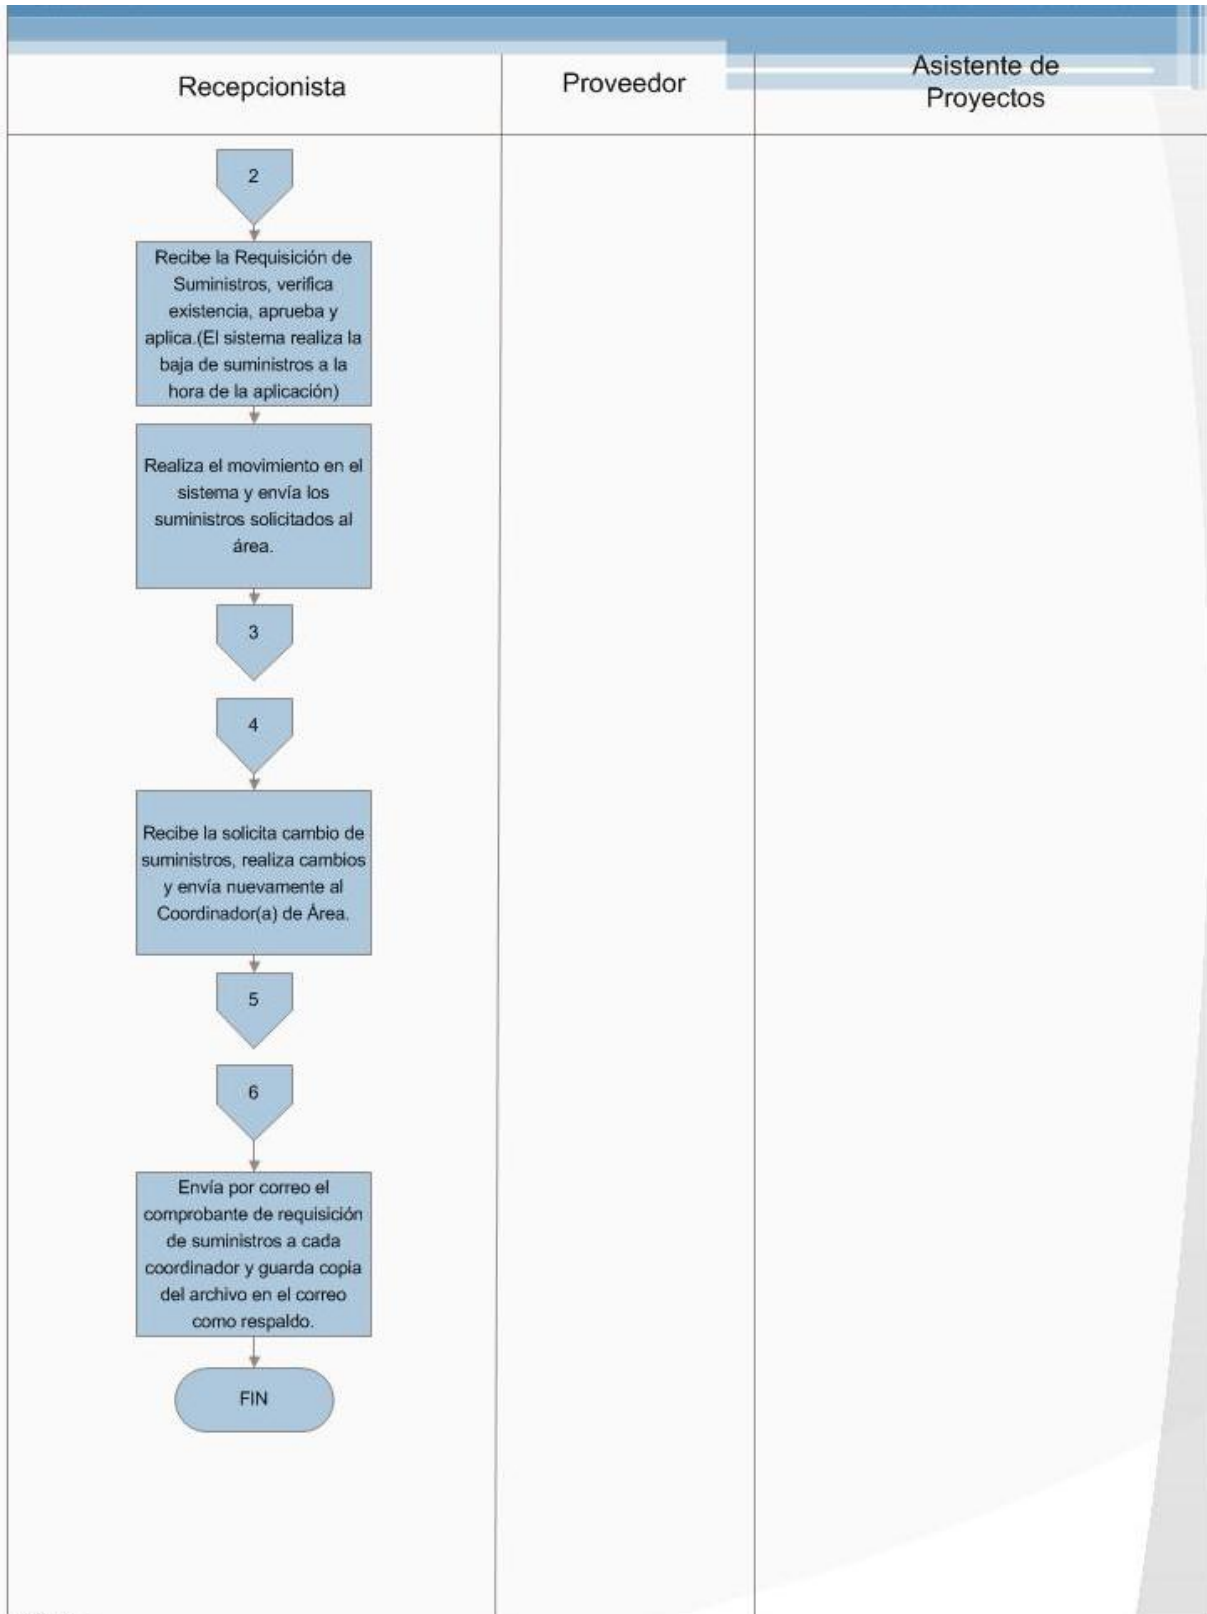 Recepcionista
Proveedor
Asistente de
Proyectos
2
Recibe la Requisición de
Suministros, verifica
existencia, aprueba y
aplica.(El sistema realiza la
baja de suministros a la
hora de la aplicación)
Realiza el movimiento en el
sistema y envía los
suministros solicitados al
área.
3
4
Recibe la solicita cambio de
suministros, realiza cambios
y envía nuevamente al
Coordinador(a) de Área.
5
6
Envía por correo el
comprobante de requisición
de suministros a cada
coordinador y guarda copia
del archivo en el correo
como respaldo.
FIN